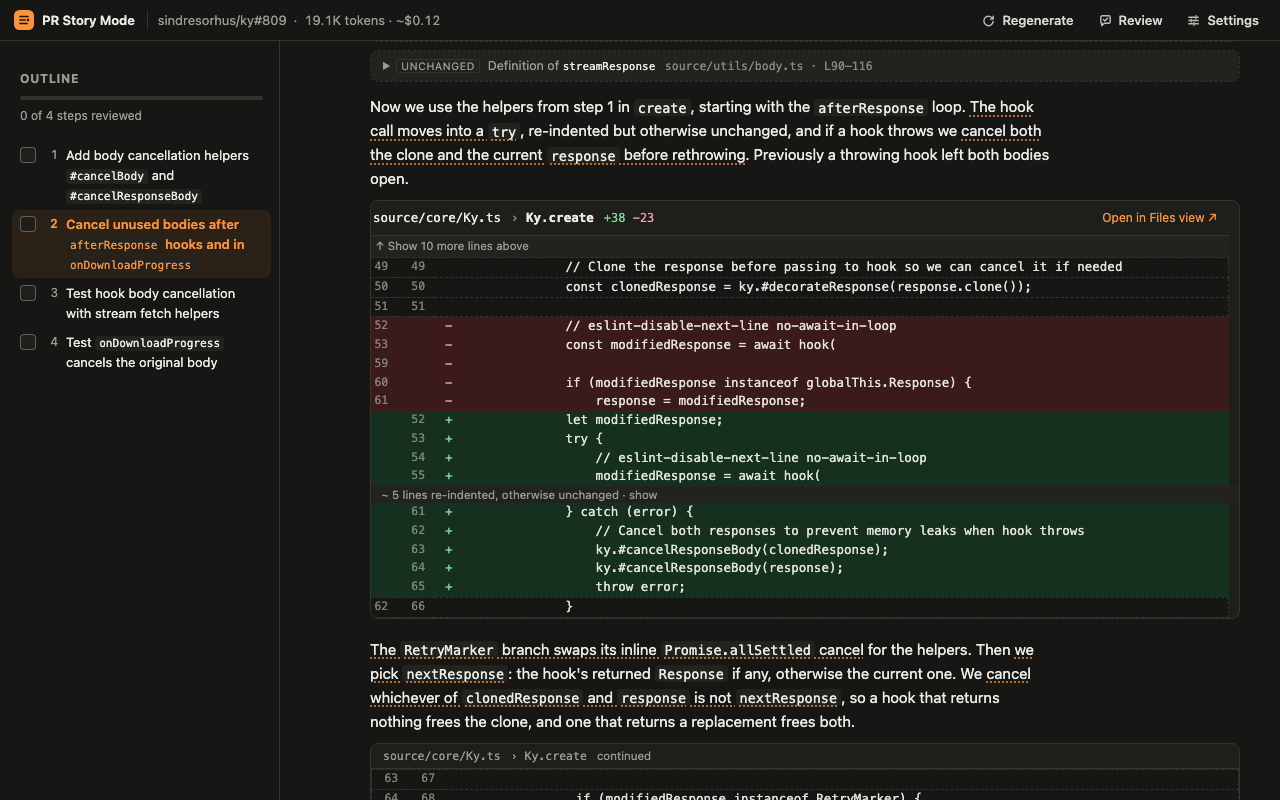 PR Story Mode sindresorhus/ky#809 · 19.1K tokens · ~$0.12 Regenerate Review Settings
OUTLINE
0 of 4 steps reviewed
1 Add body cancellation helpers
#cancelBody and
#cancelResponseBody
2 Cancel unused bodies after
afterResponse hooks and in
onDownloadProgress
3 Test hook body cancellation
with stream fetch helpers
4 Test onDownloadProgress
cancels the original body
▶ UNCHANGED Definition of streamResponse source/utils/body.ts · L90–116
Now we use the helpers from step 1 in create, starting with the afterResponse loop. The hook
call moves into a try, re-indented but otherwise unchanged, and if a hook throws we cancel both
the clone and the current response before rethrowing. Previously a throwing hook left both bodies
open.
source/core/Ky.ts › Ky.create +38 −23 Open in Files view ↗
↑ Show 10 more lines above
49 49 // Clone the response before passing to hook so we can cancel it if needed
50 50 const clonedResponse = ky.#decorateResponse(response.clone());
51 51
52 − // eslint-disable-next-line no-await-in-loop
53 − const modifiedResponse = await hook(
59 −
60 − if (modifiedResponse instanceof globalThis.Response) {
61 − response = modifiedResponse;
52 + let modifiedResponse;
53 + try {
54 + // eslint-disable-next-line no-await-in-loop
55 + modifiedResponse = await hook(
~ 5 lines re-indented, otherwise unchanged · show
61 + } catch (error) {
62 + // Cancel both responses to prevent memory leaks when hook throws
63 + ky.#cancelResponseBody(clonedResponse);
64 + ky.#cancelResponseBody(response);
65 + throw error;
62 66 }
The RetryMarker branch swaps its inline Promise.allSettled cancel for the helpers. Then we
pick nextResponse: the hook's returned Response if any, otherwise the current one. We cancel
whichever of clonedResponse and response is not nextResponse, so a hook that returns
nothing frees the clone, and one that returns a replacement frees both.
source/core/Ky.ts › Ky.create continued
63 67
64 68 if (modifiedResponse instanceof RetryMarker) {